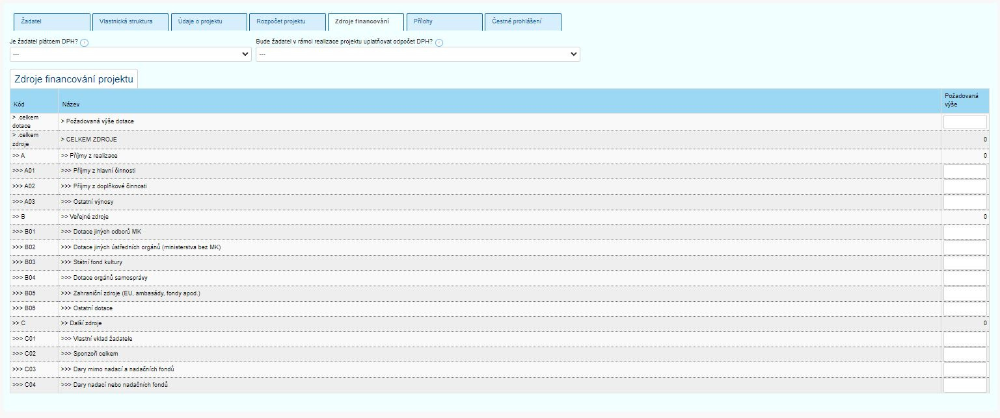 Žadatel
Vlastnická struktura
Údaje o projektu
Rozpočet projektu
Zdroje financování
Přílohy
Čestné prohlášení
Je žadatel plátcem DPH?
Bude žadatel v rámci realizace projektu uplatňovat odpočet DPH?
---
---
Zdroje financování projektu
Kód Název Požadovaná výše
> .celkem dotace > Požadovaná výše dotace
> .celkem zdroje > CELKEM ZDROJE 0
>> A >> Příjmy z realizace 0
>>> A01 >>> Příjmy z hlavní činnosti
>>> A02 >>> Příjmy z doplňkové činnosti
>>> A03 >>> Ostatní výnosy
>> B >> Veřejné zdroje 0
>>> B01 >>> Dotace jiných odborů MK
>>> B02 >>> Dotace jiných ústředních orgánů (ministerstva bez MK)
>>> B03 >>> Státní fond kultury
>>> B04 >>> Dotace orgánů samosprávy
>>> B05 >>> Zahraniční zdroje (EU, ambasády, fondy apod.)
>>> B06 >>> Ostatní dotace
>> C >> Další zdroje 0
>>> C01 >>> Vlastní vklad žadatele
>>> C02 >>> Sponzoři celkem
>>> C03 >>> Dary mimo nadací a nadačních fondů
>>> C04 >>> Dary nadací nebo nadačních fondů